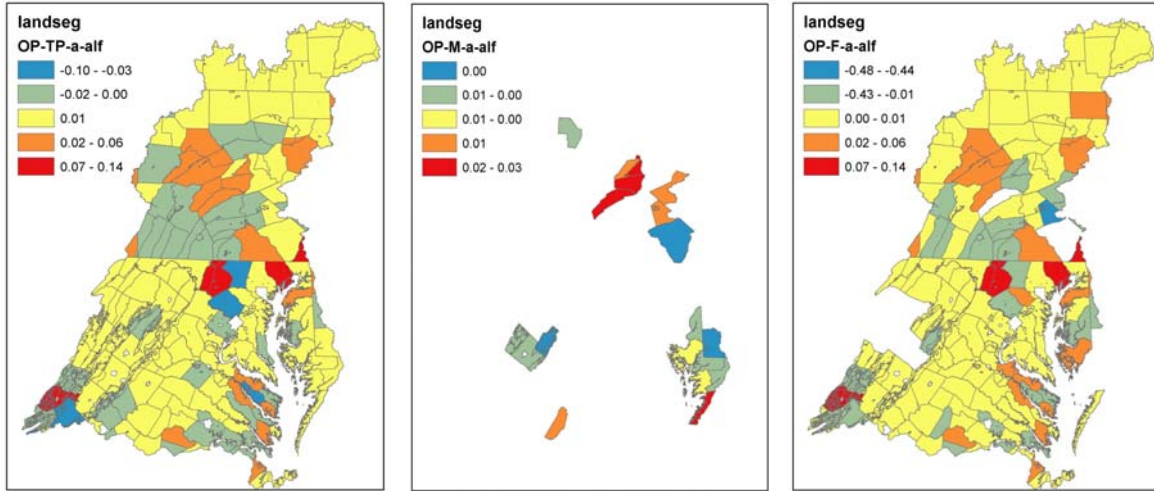 landseg
OP-TP-a-alf
-0.10 - -0.03
-0.02 - 0.00
0.01
0.02 - 0.06
0.07 - 0.14
landseg
OP-M-a-alf
0.00
0.01 - 0.00
0.01 - 0.00
0.01
0.02 - 0.03
landseg
OP-F-a-alf
-0.48 - -0.44
-0.43 - -0.01
0.00 - 0.01
0.02 - 0.06
0.07 - 0.14